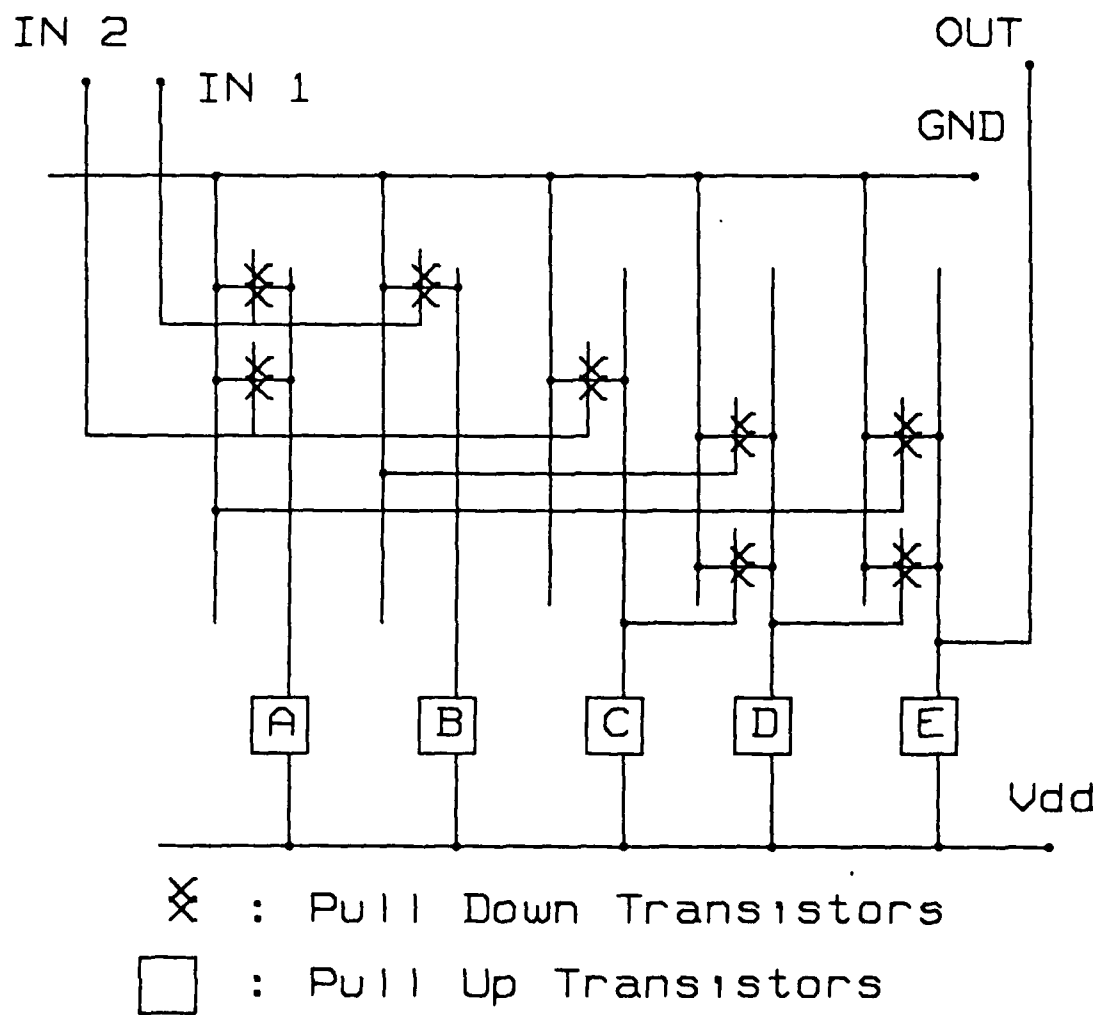 IN 2
OUT
IN 1
GND
A
B
C
D
E
Vdd
: Pull Down Transistors
: Pull Up Transistors